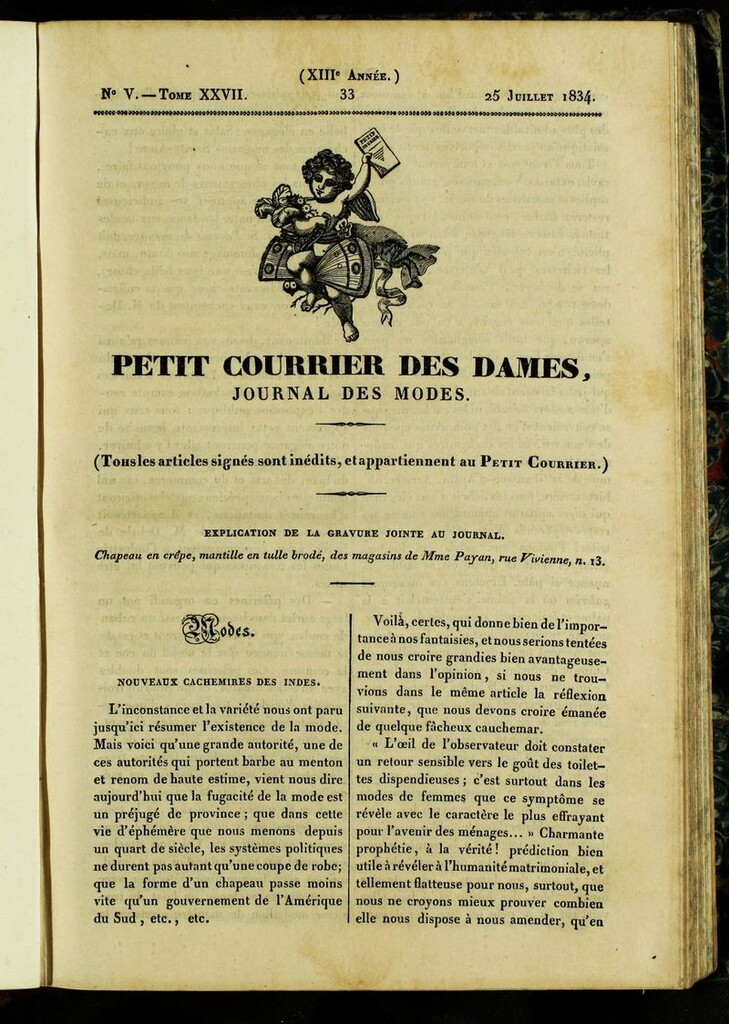 (XIIIe Année.)
No V.—Tome XXVII.
33
25 Juillet 1834.
PETIT COURRIER
PETIT COURRIER DES DAMES,
JOURNAL DES MODES.
(Tous les articles signés sont inédits, et appartiennent au Petit Courrier.)
EXPLICATION DE LA GRAVURE JOINTE AU JOURNAL.
Chapeau en crêpe, mantille en tulle brodé, des magasins de Mme Payan, rue Vivienne, n. 13.
Modes.
NOUVEAUX CACHEMIRES DES INDES.
L'inconstance et la variété nous ont paru
jusqu'ici résumer l'existence de la mode.
Mais voici qu'une grande autorité, une de
ces autorités qui portent barbe au menton
et renom de haute estime, vient nous dire
aujourd'hui que la fugacité de la mode est
un préjugé de province ; que dans cette
vie d'éphémère que nous menons depuis
un quart de siècle, les systèmes politiques
ne durent pas autant qu'une coupe de robe;
que la forme d'un chapeau passe moins
vite qu'un gouvernement de l'Amérique
du Sud , etc. , etc.
Voilà, certes, qui donne bien de l'impor-
tance à nos fantaisies, et nous serions tentées
de nous croire grandies bien avantageuse-
ment dans l'opinion , si nous ne trou-
vions dans le même article la réflexion
suivante, que nous devons croire émanée
de quelque fâcheux cauchemar.
« L'œil de l'observateur doit constater
un retour sensible vers le goût des toilet-
tes dispendieuses ; c'est surtout dans les
modes de femmes que ce symptôme se
révèle avec le caractère le plus effrayant
pour l'avenir des ménages... » Charmante
prophétie, à la vérité ! prédiction bien
utile à révéler à l'humanité matrimoniale, et
tellement flatteuse pour nous, surtout, que
nous ne croyons mieux prouver combien
elle nous dispose à nous amender, qu'en